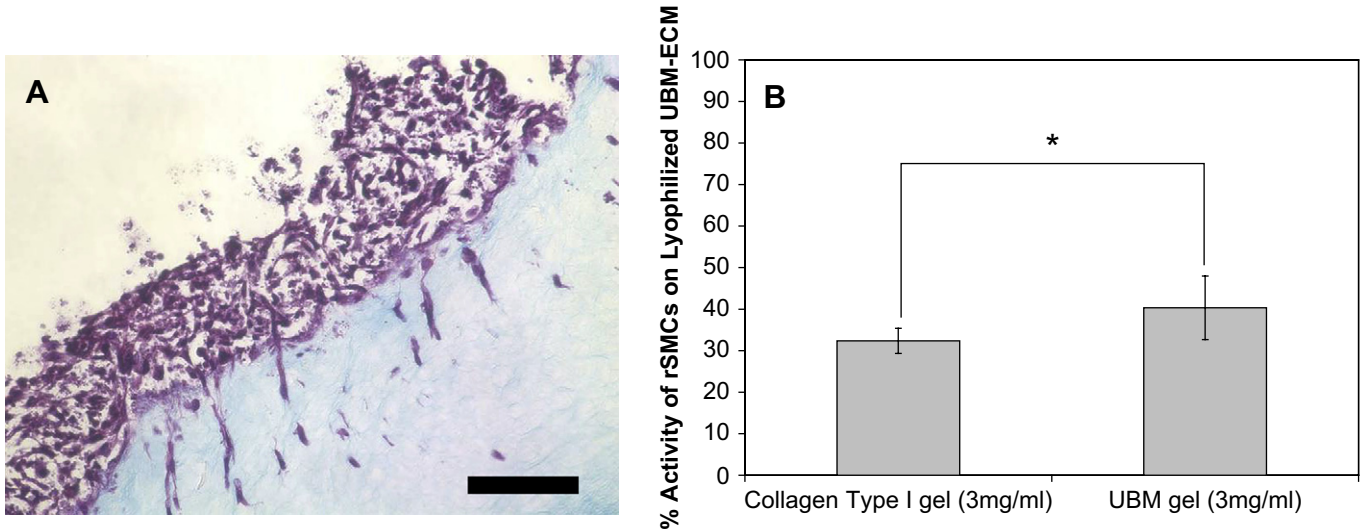 A
B
% Activity of rSMCs on Lyophilized UBM-ECM
100
90
80
70
60
50
40
30
20
10
0
*
Collagen Type I gel (3mg/ml)
UBM gel (3mg/ml)